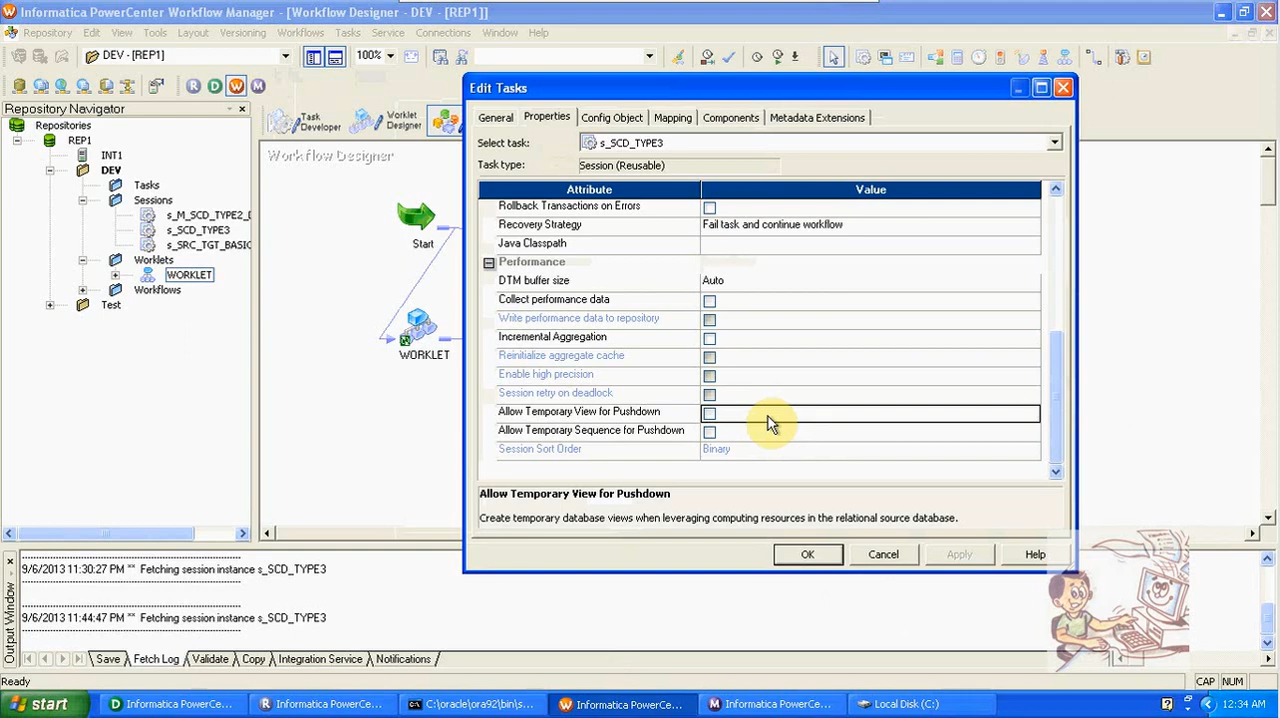 Informatica PowerCenter Workflow Manager - [Workflow Designer - DEV - [REP1]]
Repository Edit View Tools Layout Versioning Workflows Tasks Service Connections Window Help
DEV - [REP1] 100%
R D W M
Repository Navigator
Repositories
REP1
INT1
DEV
Tasks
Sessions
s_M_SCD_TYPE2_D
s_SCD_TYPE3
s_SRC_TGT_BASIC
Worklets
WORKLET
Workflows
Test
Task Developer
Worklet Designer
Workflow Designer
Start
WORKLET
Edit Tasks
General Properties Config Object Mapping Components Metadata Extensions
Select task: s_SCD_TYPE3
Task type: Session (Reusable)
Attribute Value
Rollback Transactions on Errors
Recovery Strategy Fail task and continue workflow
Java Classpath
Performance
DTM buffer size Auto
Collect performance data
Write performance data to repository
Incremental Aggregation
Reinitialize aggregate cache
Enable high precision
Session retry on deadlock
Allow Temporary View for Pushdown
Allow Temporary Sequence for Pushdown
Session Sort Order Binary
Allow Temporary View for Pushdown
Create temporary database views when leveraging computing resources in the relational source database.
OK Cancel Apply Help
Output Window
9/6/2013 11:30:27 PM ** Fetching session instance s_SCD_TYPE3
9/6/2013 11:44:47 PM ** Fetching session instance s_SCD_TYPE3
Save Fetch Log Validate Copy Integration Service Notifications
Ready CAP NUM
start Informatica PowerCe... Informatica PowerCe... C:\oracle\ora92\bin\s... Informatica PowerCe... Informatica PowerCe... Local Disk (C:) 12:34 AM